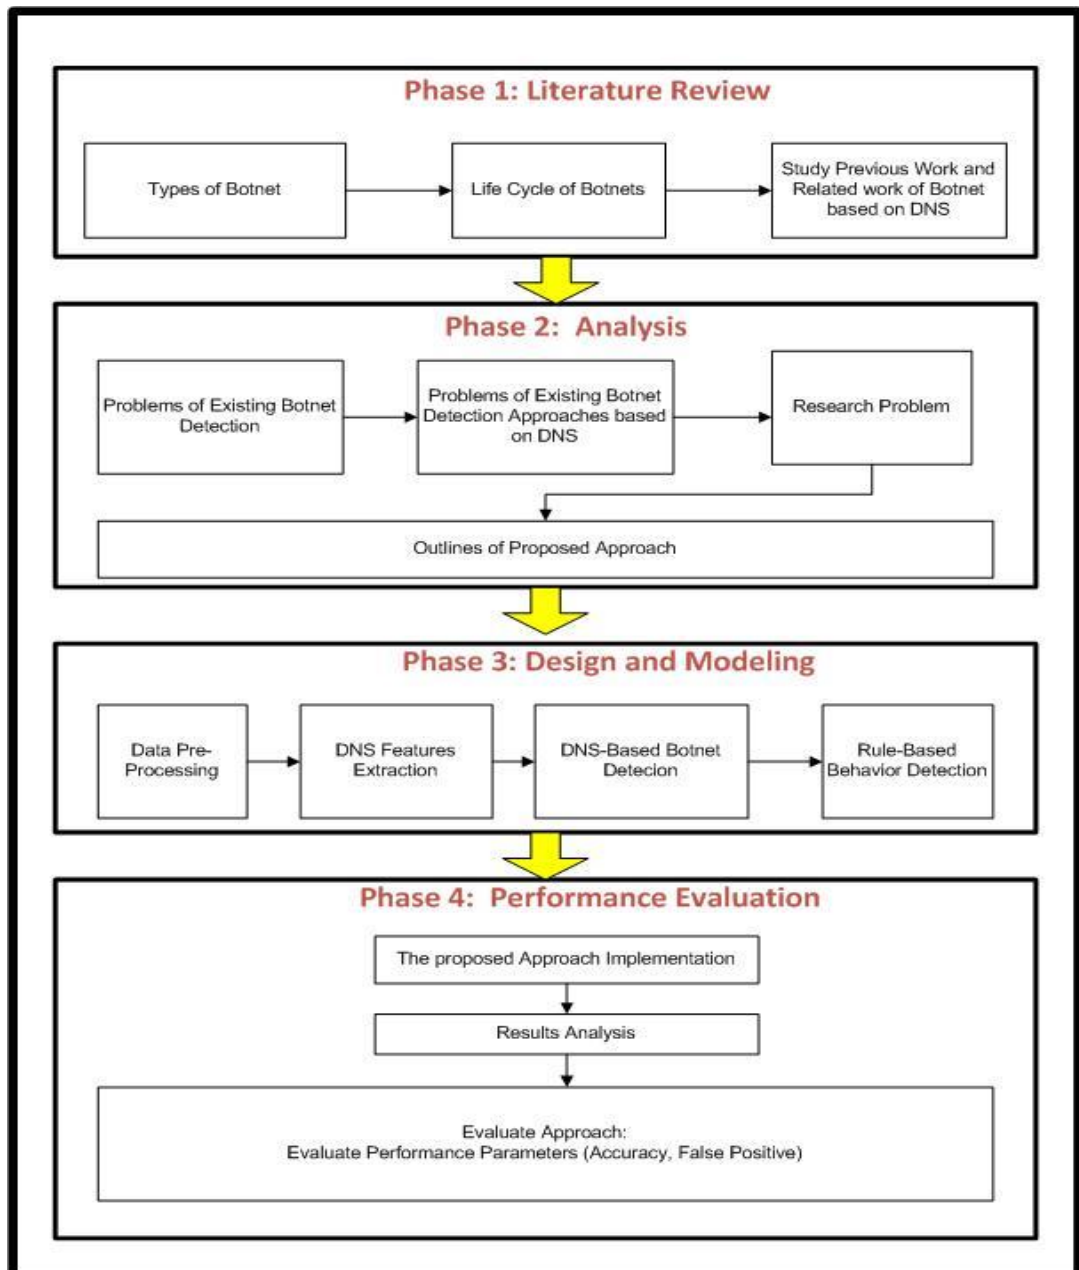 Phase 1: Literature Review
Types of Botnet
Life Cycle of Botnets
Study Previous Work and
Related work of Botnet
based on DNS
Phase 2: Analysis
Problems of Existing Botnet
Detection
Problems of Existing Botnet
Detection Approaches based
on DNS
Research Problem
Outlines of Proposed Approach
Phase 3: Design and Modeling
Data Pre-
Processing
DNS Features
Extraction
DNS-Based Botnet
Detecion
Rule-Based
Behavior Detection
Phase 4: Performance Evaluation
The proposed Approach Implementation
Results Analysis
Evaluate Approach:
Evaluate Performance Parameters (Accuracy, False Positive)